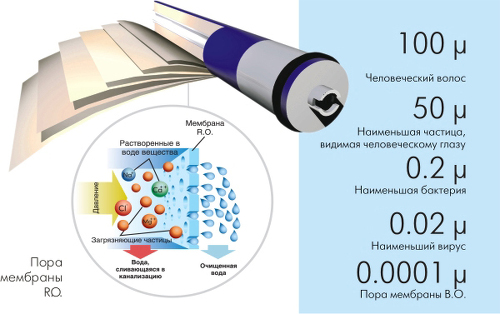 100 µ
Человеческий волос
50 µ
Наименьшая частица,
видимая человеческому глазу
0.2 µ
Наименьшая бактерия
0.02 µ
Наименьший вирус
0.0001 µ
Пора мембраны В.О.
Мембрана
R.O.
Растворенные в
воде вещества
Давление
Cl
Загрязняющие частицы
Вода,
сливающаяся в
канализацию
Очищенная
вода
Пора
мембраны
R.O.